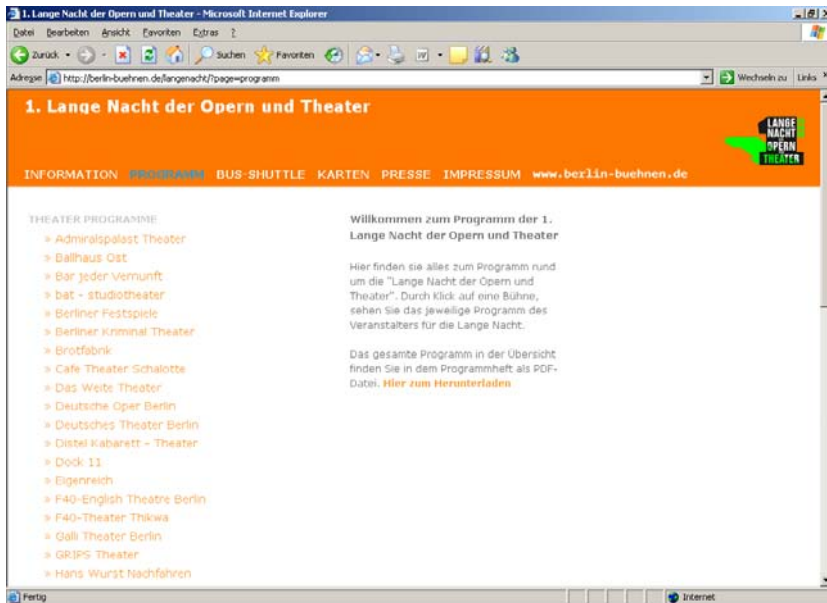 1. Lange Nacht der Opern und Theater - Microsoft Internet Explorer
Datei Bearbeiten Ansicht Favoriten Extras ?
Zurück Suchen Favoriten
Adresse http://berlin-buehnen.de/langenacht/?page=programm Wechseln zu Links
1. Lange Nacht der Opern und Theater
LANGE
NACHT
OPERN
THEATER
INFORMATION PROGRAMM BUS-SHUTTLE KARTEN PRESSE IMPRESSUM www.berlin-buehnen.de
THEATER PROGRAMME
» Admiralspalast Theater
» Ballhaus Ost
» Bar jeder Vernunft
» bat - studiotheater
» Berliner Festspiele
» Berliner Kriminal Theater
» Brotfabrik
» Cafe Theater Schalotte
» Das Weite Theater
» Deutsche Oper Berlin
» Deutsches Theater Berlin
» Distel Kabarett - Theater
» Dock 11
» Eigenreich
» F40-English Theatre Berlin
» F40-Theater Thikwa
» Galli Theater Berlin
» GRIPS Theater
» Hans Wurst Nachfahren
Willkommen zum Programm der 1.
Lange Nacht der Opern und Theater
Hier finden sie alles zum Programm rund
um die "Lange Nacht der Opern und
Theater". Durch Klick auf eine Bühne,
sehen Sie das jeweilige Programm des
Veranstalters für die Lange Nacht.
Das gesamte Programm in der Übersicht
finden Sie in dem Programmheft als PDF-
Datei. Hier zum Herunterladen
Fertig Internet